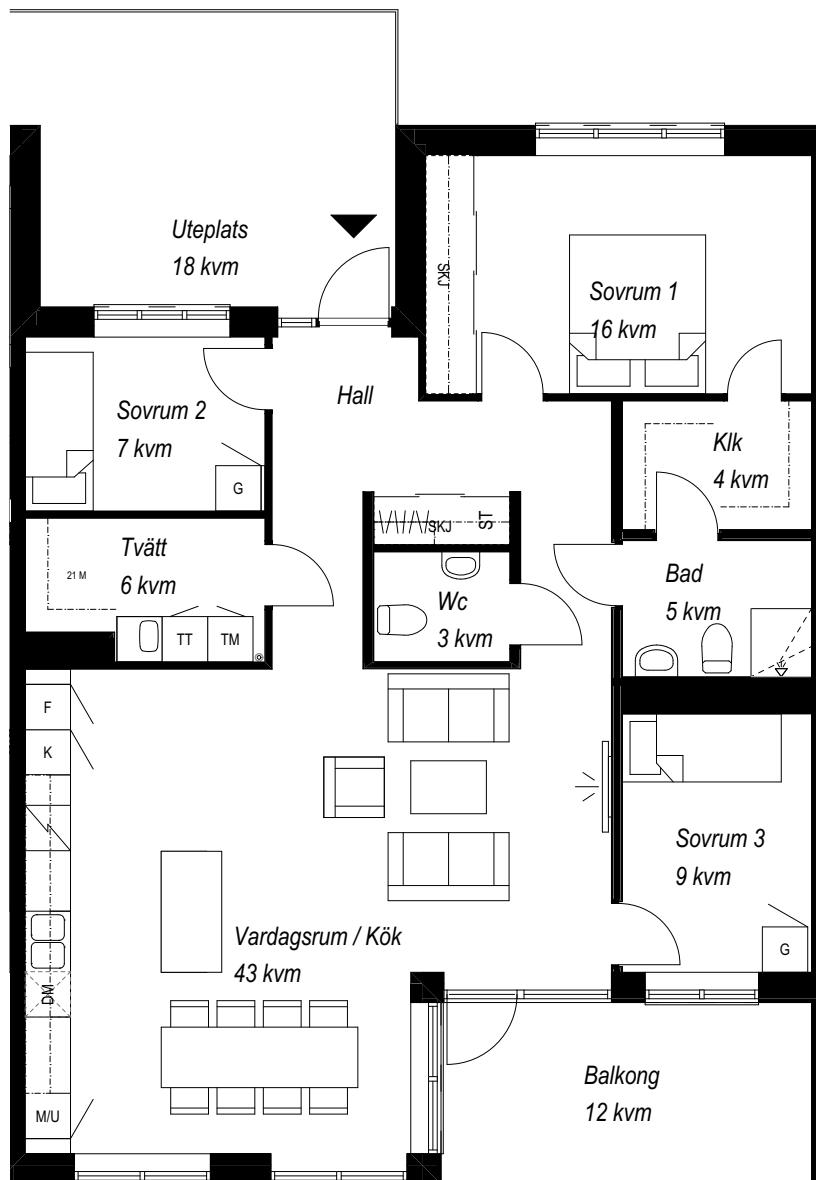 Uteplats
18 kvm
SKJ
Sovrum 1
16 kvm
Hall
Sovrum 2
7 kvm
G
Klk
4 kvm
SKJ
ST
Tvätt
6 kvm
21 M
TT
TM
Wc
3 kvm
Bad
5 kvm
F
K
Sovrum 3
9 kvm
G
Vardagsrum / Kök
43 kvm
DM
M/U
Balkong
12 kvm